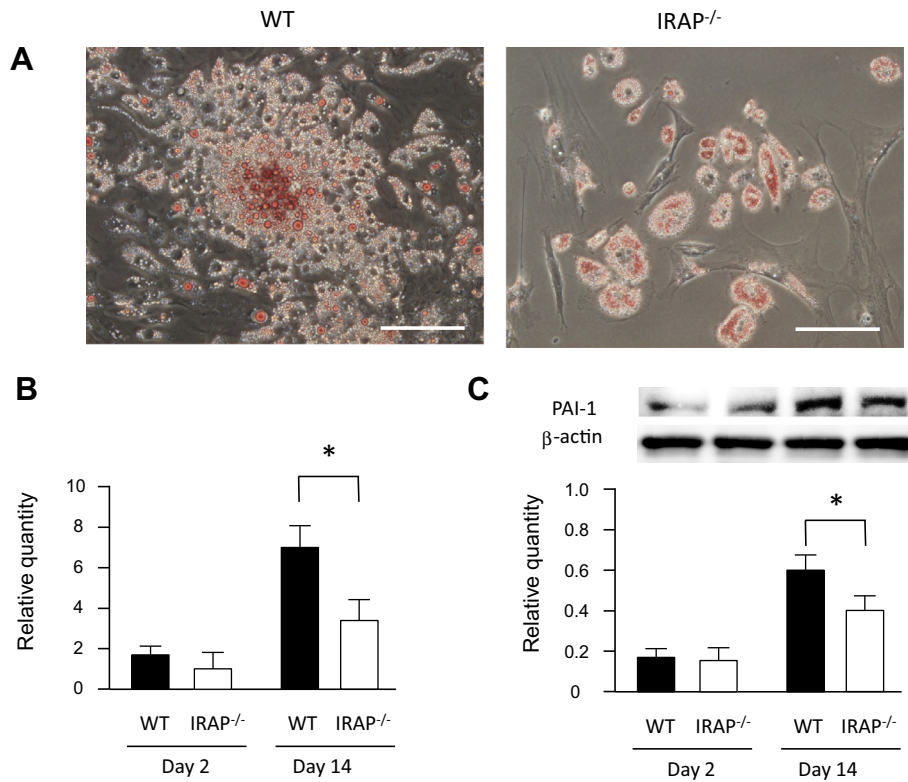 WT
IRAP-/-
A
B
Relative quantity
10
8
6
4
2
0
*
WT IRAP-/- WT IRAP-/-
Day 2 Day 14
C
PAI-1
β-actin
Relative quantity
1.0
0.8
0.6
0.4
0.2
0
*
WT IRAP-/- WT IRAP-/-
Day 2 Day 14